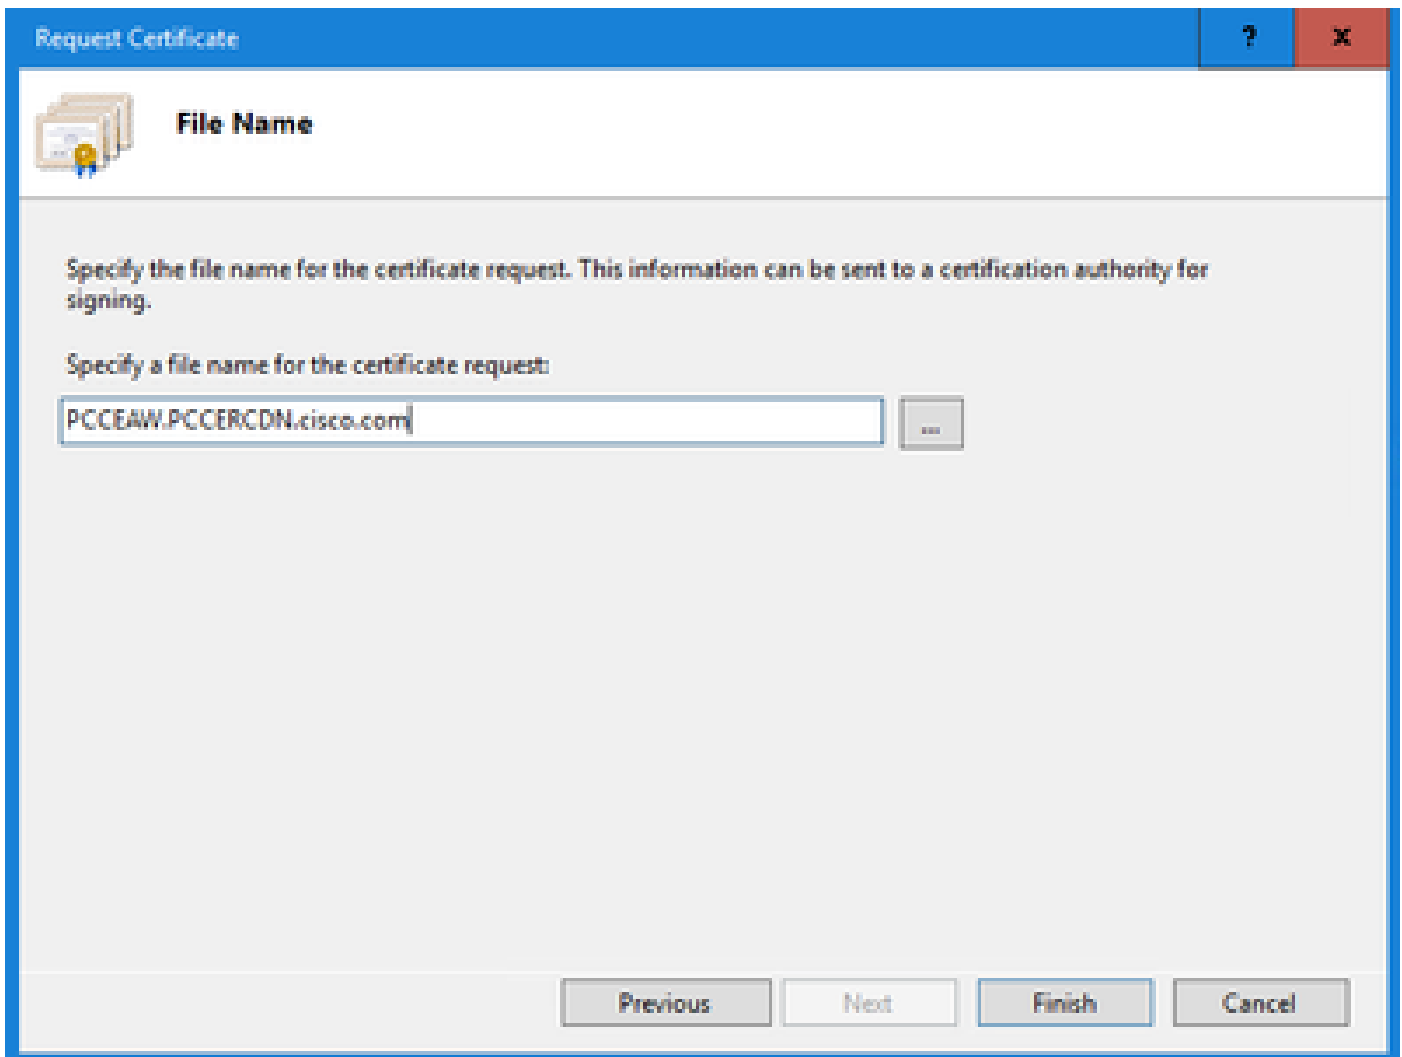 Request Certificate
?
x
File Name
Specify the file name for the certificate request. This information can be sent to a certification authority for
signing.
Specify a file name for the certificate request:
PCCEAW.PCCERCDN.cisco.com
...
Previous
Next
Finish
Cancel